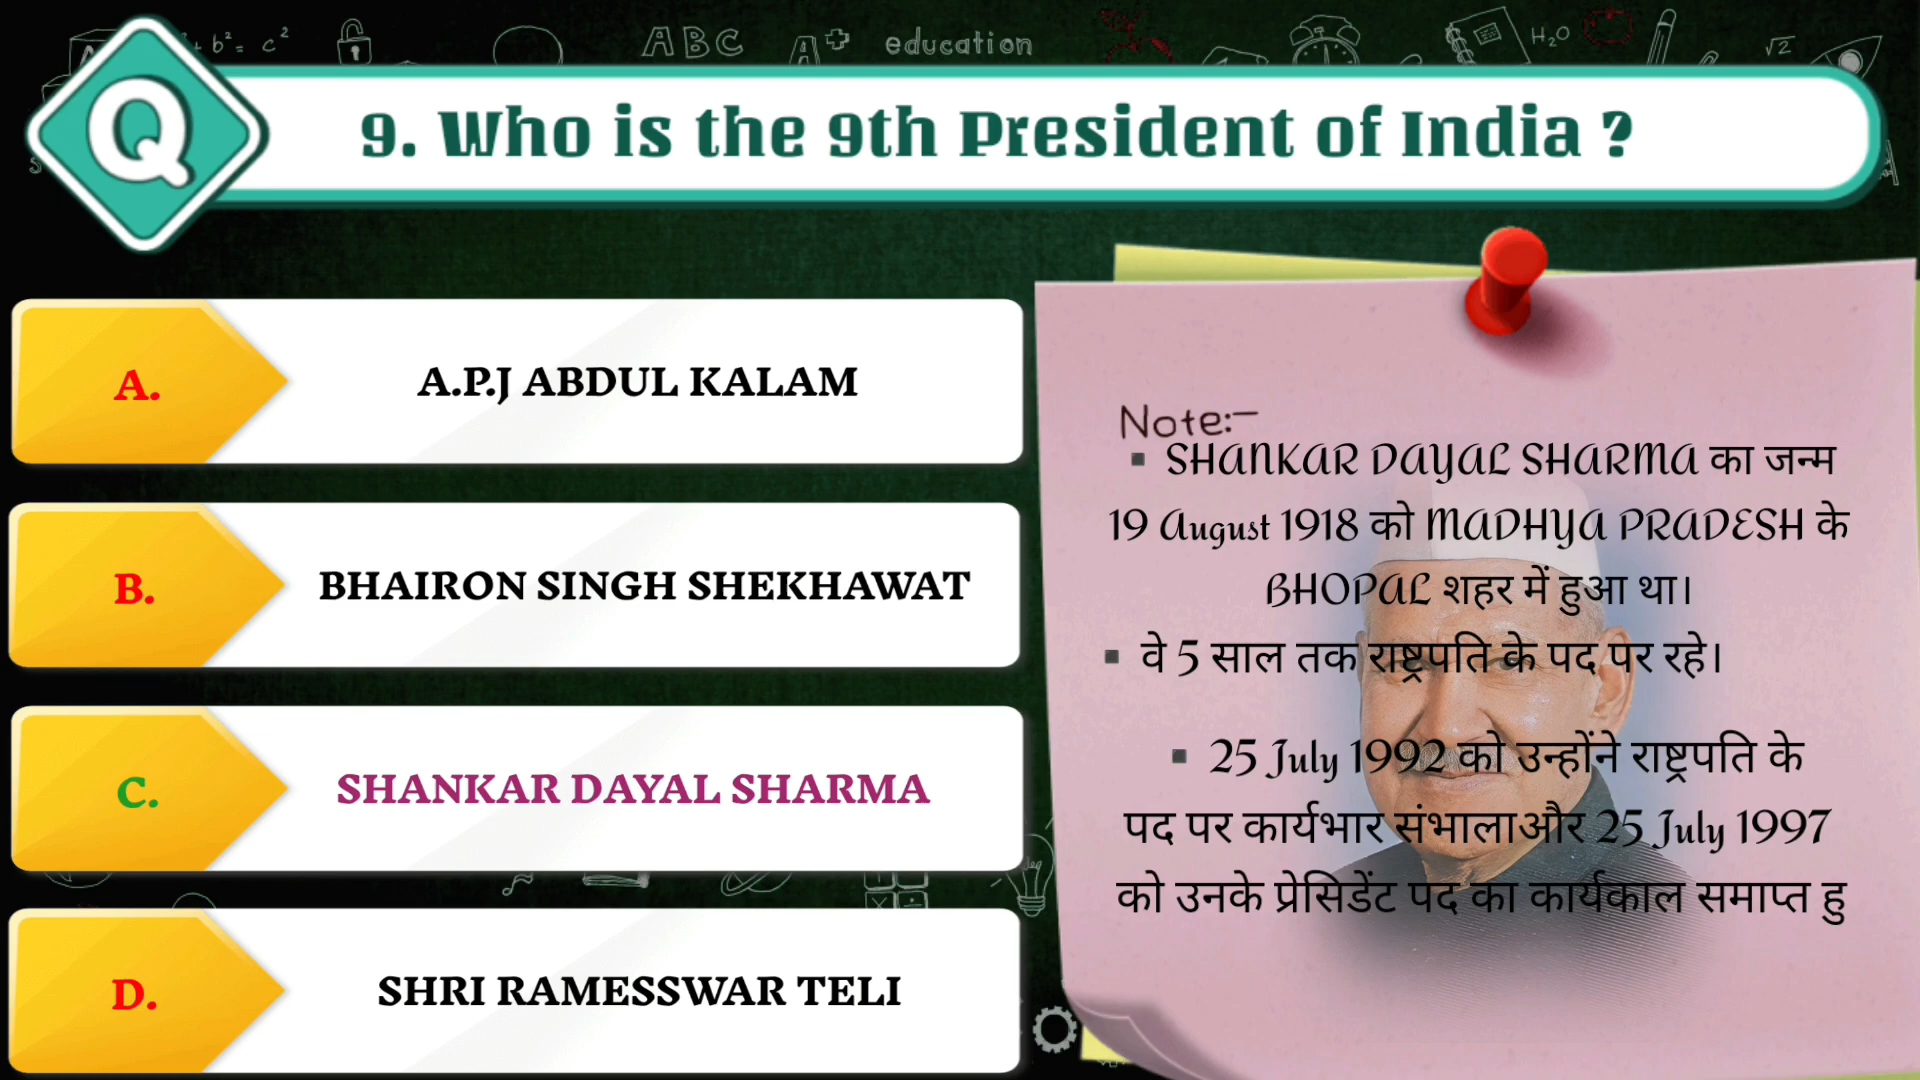 b²= c²
ABC
A+
education
H₂O
√2
Q
9. Who is the 9th President of India ?
A.
A.P.J ABDUL KALAM
B.
BHAIRON SINGH SHEKHAWAT
C.
SHANKAR DAYAL SHARMA
D.
SHRI RAMESSWAR TELI
Note:-
▪ SHANKAR DAYAL SHARMA का जन्म
19 August 1918 को MADHYA PRADESH के
BHOPAL शहर में हुआ था।
▪ वे 5 साल तक राष्ट्रपति के पद पर रहे।
▪ 25 July 1992 को उन्होंने राष्ट्रपति के
पद पर कार्यभार संभालाऔर 25 July 1997
को उनके प्रेसिडेंट पद का कार्यकाल समाप्त हु